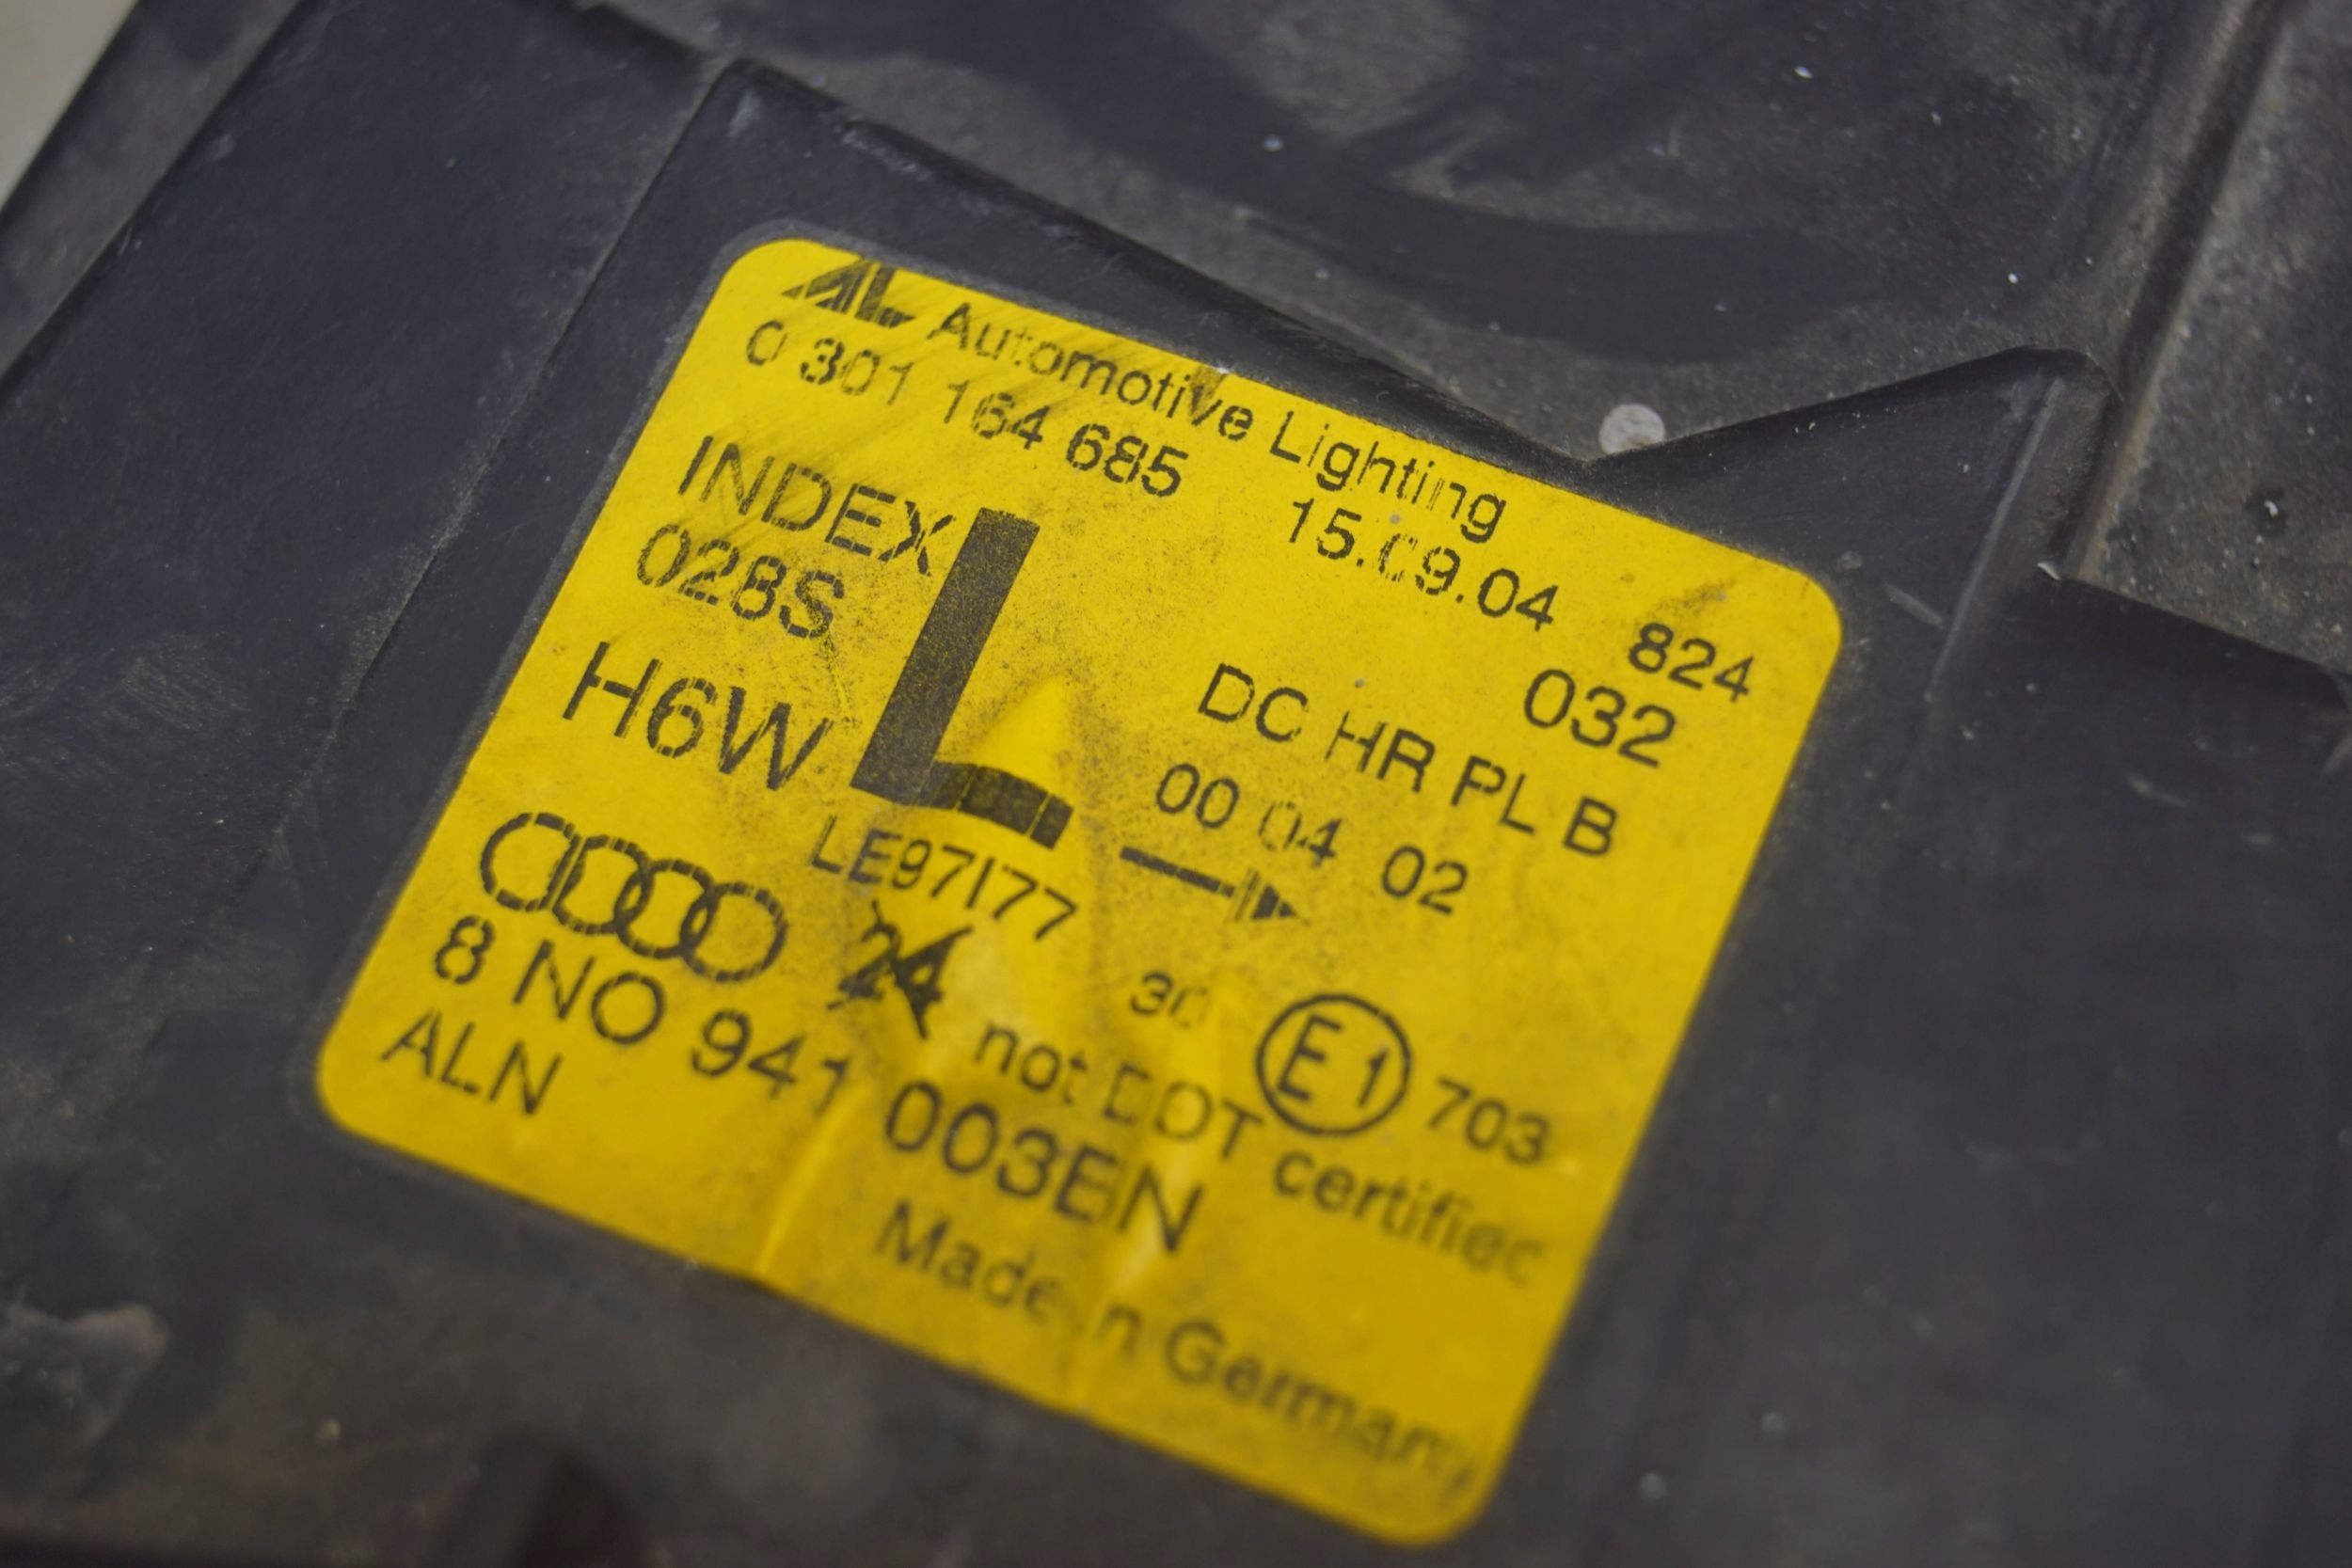 AL Automotive Lighting
0 301 164 685 15.09.04 824
INDEX 032
028S
L
DC HR PL B
H6W
00 04 02
LE97177
24 30 E1 703
8 NO 941 003EN
not DOT certified
ALN
Made in Germany